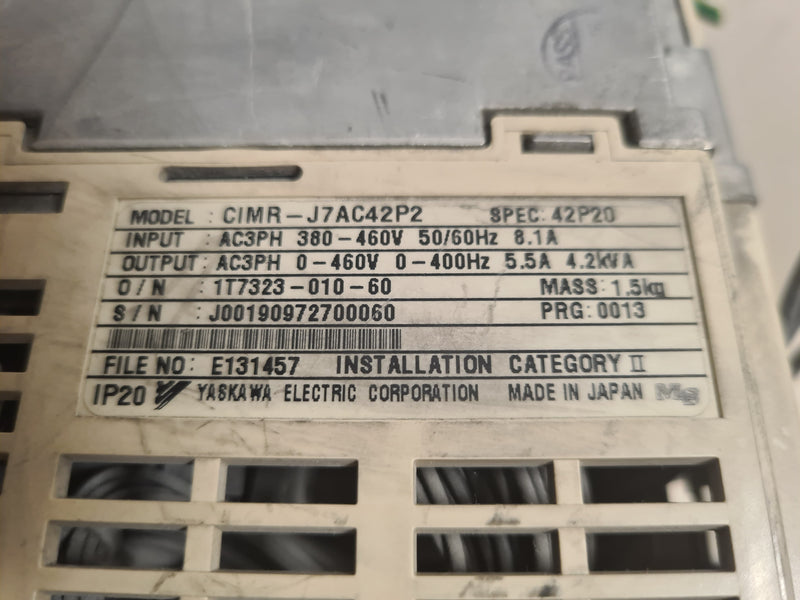 PASS
MODEL : CIMR-J7AC42P2 SPEC: 42P20
INPUT : AC3PH 380-460V 50/60Hz 8.1A
OUTPUT: AC3PH 0-460V 0-400Hz 5.5A 4.2kVA
O/N : 1T7323-010-60 MASS: 1.5kg
S/N : J00190972700060 PRG: 0013
FILE NO: E131457 INSTALLATION CATEGORY II
IP20 YASKAWA ELECTRIC CORPORATION MADE IN JAPAN Mg